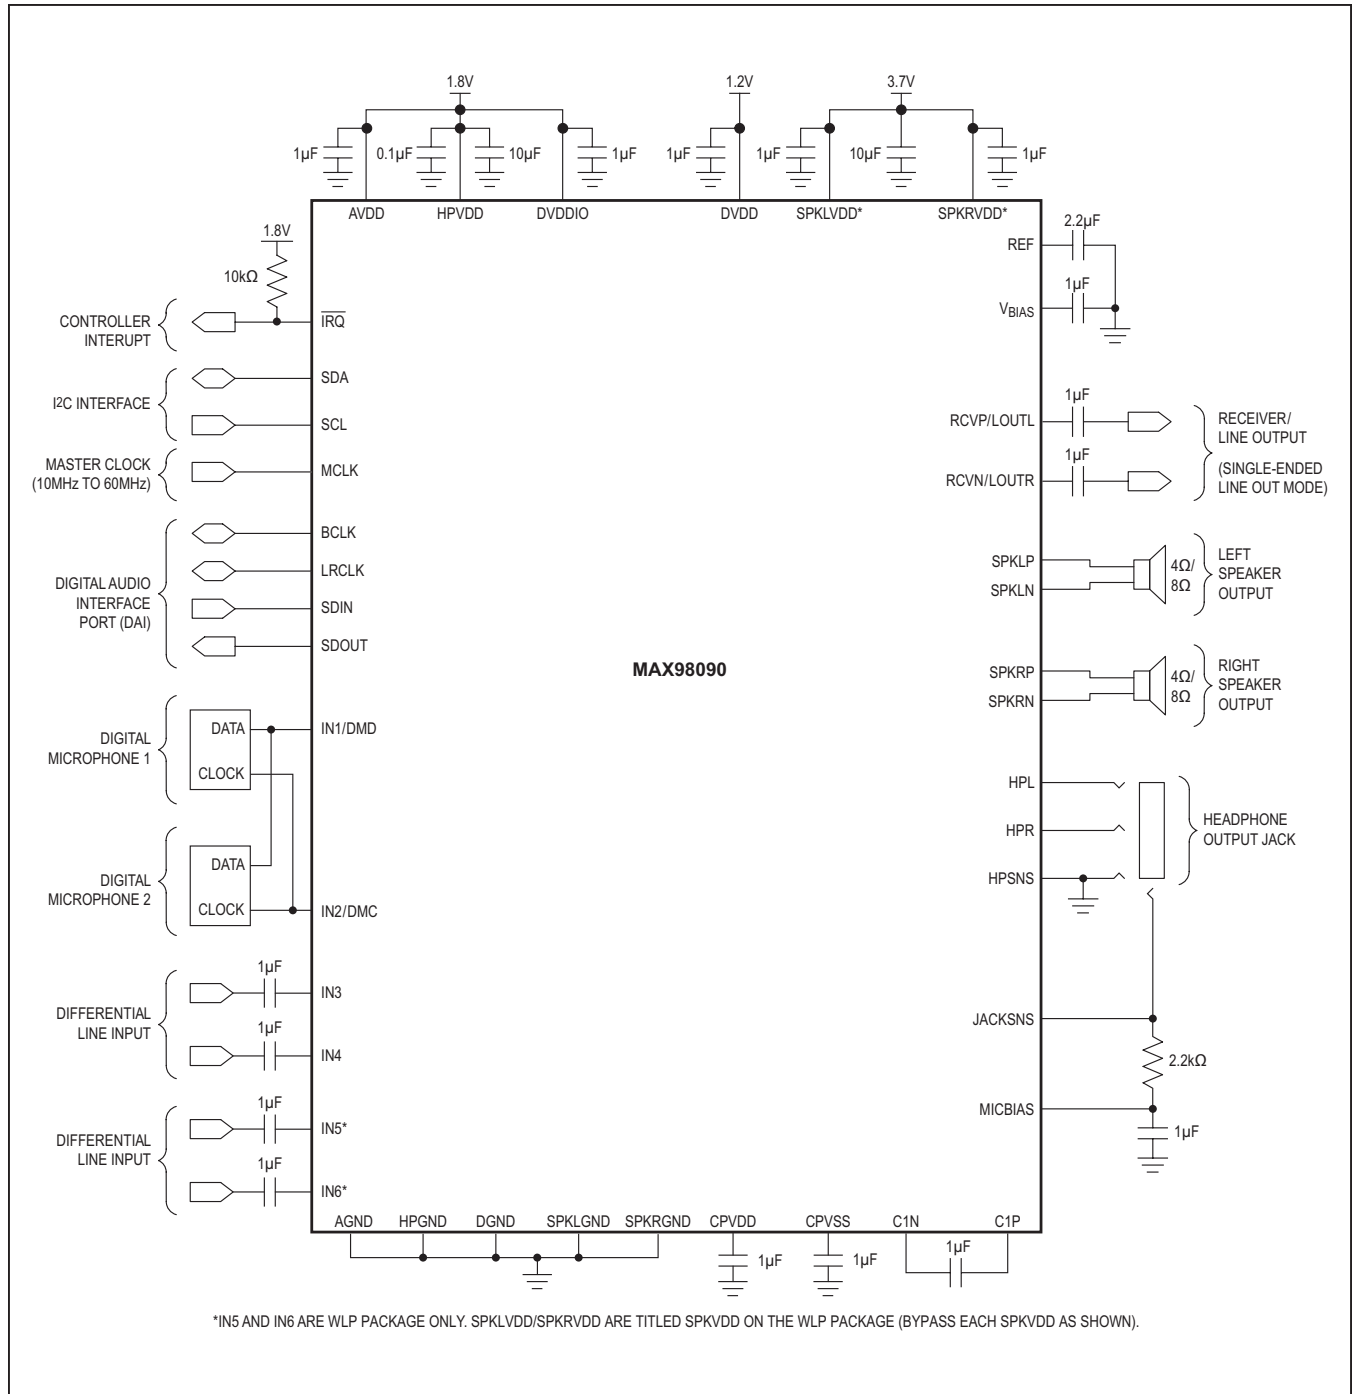 1.8V
1.2V
3.7V
1µF
0.1µF
10µF
1µF
1µF
1µF
10µF
1µF
AVDD
HPVDD
DVDDIO
DVDD
SPKLVDD*
SPKRVDD*
1.8V
10kΩ
CONTROLLER
INTERUPT
IRQ
I²C INTERFACE
SDA
SCL
MASTER CLOCK
(10MHz TO 60MHz)
MCLK
DIGITAL AUDIO
INTERFACE
PORT (DAI)
BCLK
LRCLK
SDIN
SDOUT
DIGITAL
MICROPHONE 1
DATA
CLOCK
IN1/DMD
DIGITAL
MICROPHONE 2
DATA
CLOCK
IN2/DMC
DIFFERENTIAL
LINE INPUT
1µF
IN3
1µF
IN4
DIFFERENTIAL
LINE INPUT
1µF
IN5*
1µF
IN6*
MAX98090
REF
2.2µF
VBIAS
1µF
RCVP/LOUTL
1µF
RCVN/LOUTR
1µF
RECEIVER/
LINE OUTPUT
(SINGLE-ENDED
LINE OUT MODE)
SPKLP
SPKLN
4Ω/
8Ω
LEFT
SPEAKER
OUTPUT
SPKRP
SPKRN
4Ω/
8Ω
RIGHT
SPEAKER
OUTPUT
HPL
HPR
HPSNS
HEADPHONE
OUTPUT JACK
JACKSNS
2.2kΩ
MICBIAS
1µF
AGND
HPGND
DGND
SPKLGND
SPKRGND
CPVDD
CPVSS
C1N
C1P
1µF
1µF
1µF
*IN5 AND IN6 ARE WLP PACKAGE ONLY. SPKLVDD/SPKRVDD ARE TITLED SPKVDD ON THE WLP PACKAGE (BYPASS EACH SPKVDD AS SHOWN).